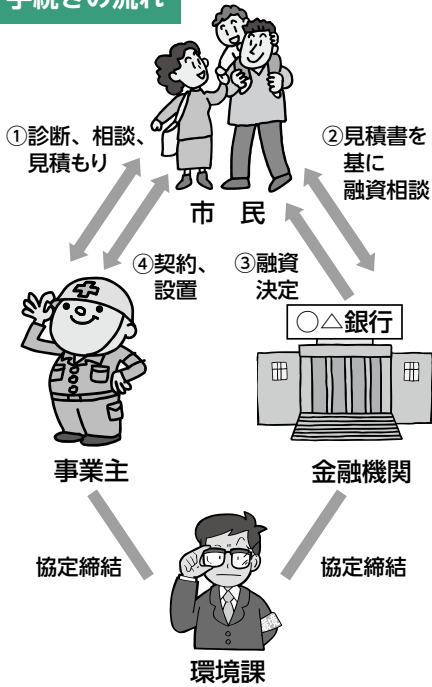 手続きの流れ
①診断、相談、
見積もり
②見積書を
基に
融資相談
市 民
④契約、
設置
③融資
決定
○△銀行
事業主
金融機関
協定締結
協定締結
環境課